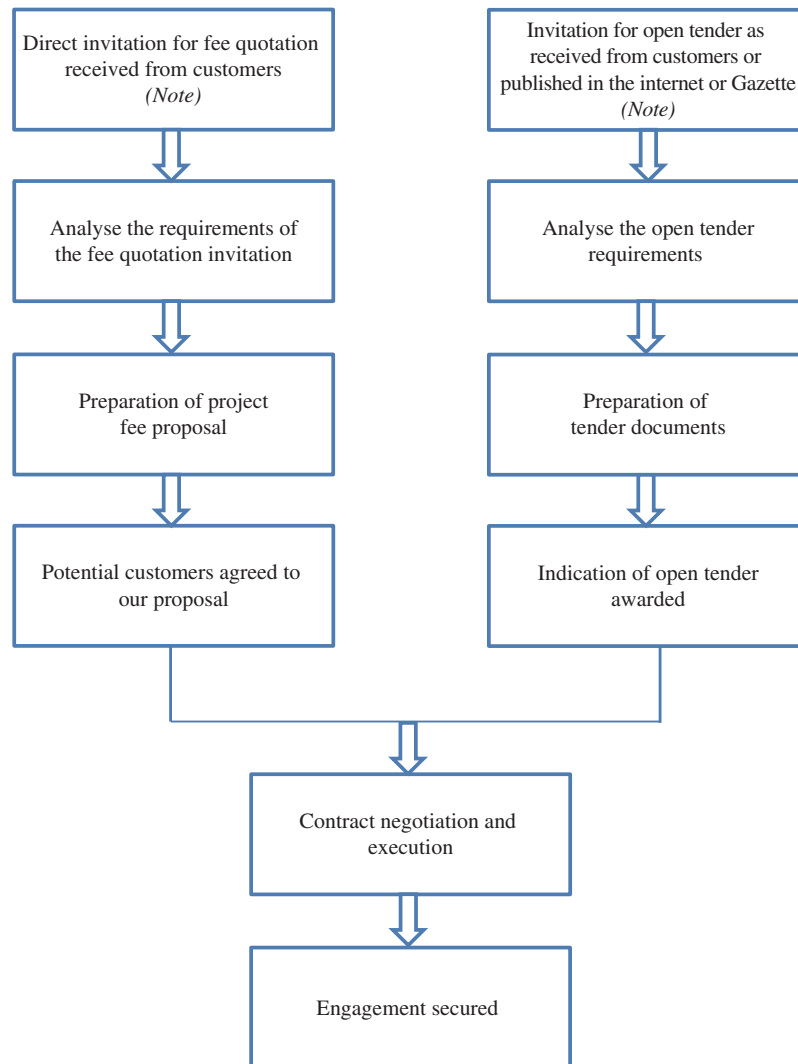 Direct invitation for fee quotation
received from customers
(Note)
Invitation for open tender as
received from customers or
published in the internet or Gazette
(Note)
Analyse the requirements of
the fee quotation invitation
Analyse the open tender
requirements
Preparation of project
fee proposal
Preparation of
tender documents
Potential customers agreed to
our proposal
Indication of open tender
awarded
Contract negotiation and
execution
Engagement secured